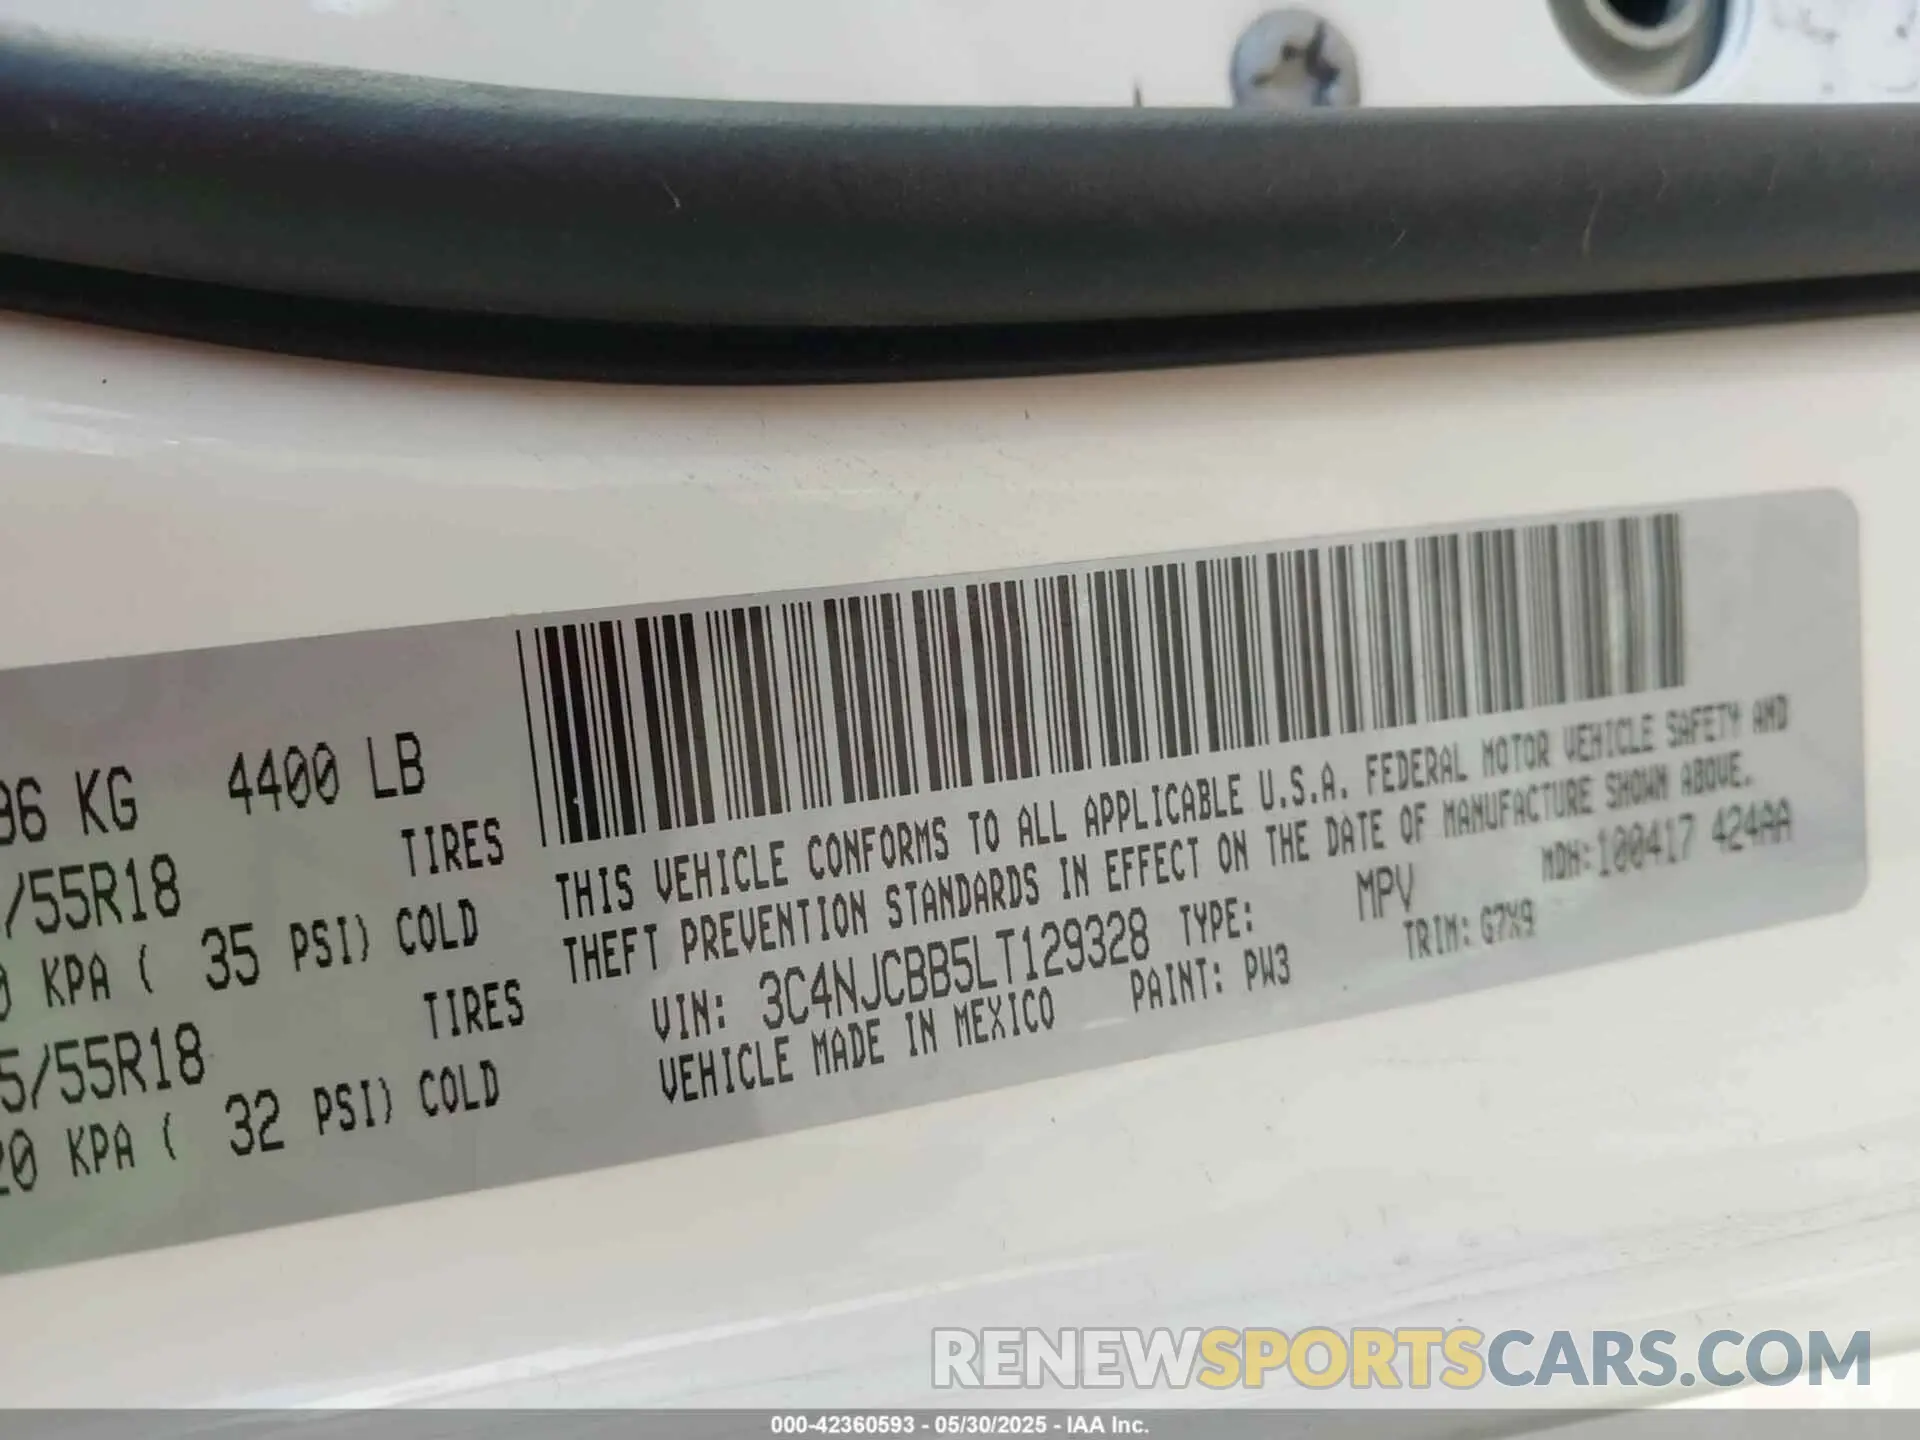 96 KG 4400 LB
/55R18 TIRES
0 KPA ( 35 PSI) COLD
5/55R18 TIRES
20 KPA ( 32 PSI) COLD
THIS VEHICLE CONFORMS TO ALL APPLICABLE U.S.A. FEDERAL MOTOR VEHICLE SAFETY AND
THEFT PREVENTION STANDARDS IN EFFECT ON THE DATE OF MANUFACTURE SHOWN ABOVE.
VIN: 3C4NJCBB5LT129328 TYPE: MPV MDH:100417 424AA
VEHICLE MADE IN MEXICO PAINT: PW3 TRIM: G7X9
RENEWSPORTSCARS.COM
000-42360593 - 05/30/2025 - IAA Inc.